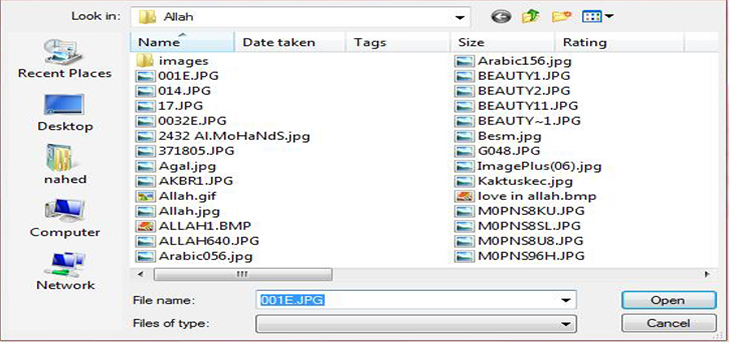 Look in: Allah
Name Date taken Tags Size Rating
Recent Places
Desktop
nahed
Computer
Network
images
001E.JPG
014.JPG
17.JPG
0032E.JPG
2432 Al.MoHaNdS.jpg
371805.JPG
Agal.jpg
AKBR1.JPG
Allah.gif
Allah.jpg
ALLAH1.BMP
ALLAH640.JPG
Arabic056.jpg
Arabic156.jpg
BEAUTY1.JPG
BEAUTY2.JPG
BEAUTY11.JPG
BEAUTY~1.JPG
Besm.jpg
G048.JPG
ImagePlus(06).jpg
Kaktuskec.jpg
love in allah.bmp
M0PNS8KU.JPG
M0PNS8SL.JPG
M0PNS8U8.JPG
M0PNS96H.JPG
File name: 001E.JPG Open
Files of type: Cancel